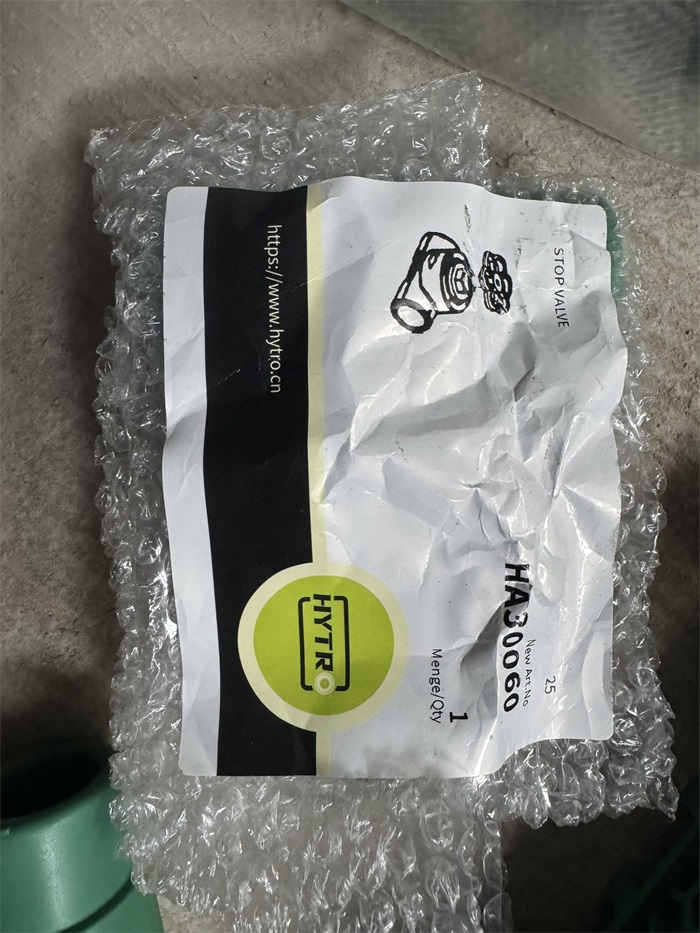 STOP VALVE
25
New Art.No
HA30060
1
Menge/Qty
https://www.hytro.cn
HYTRO